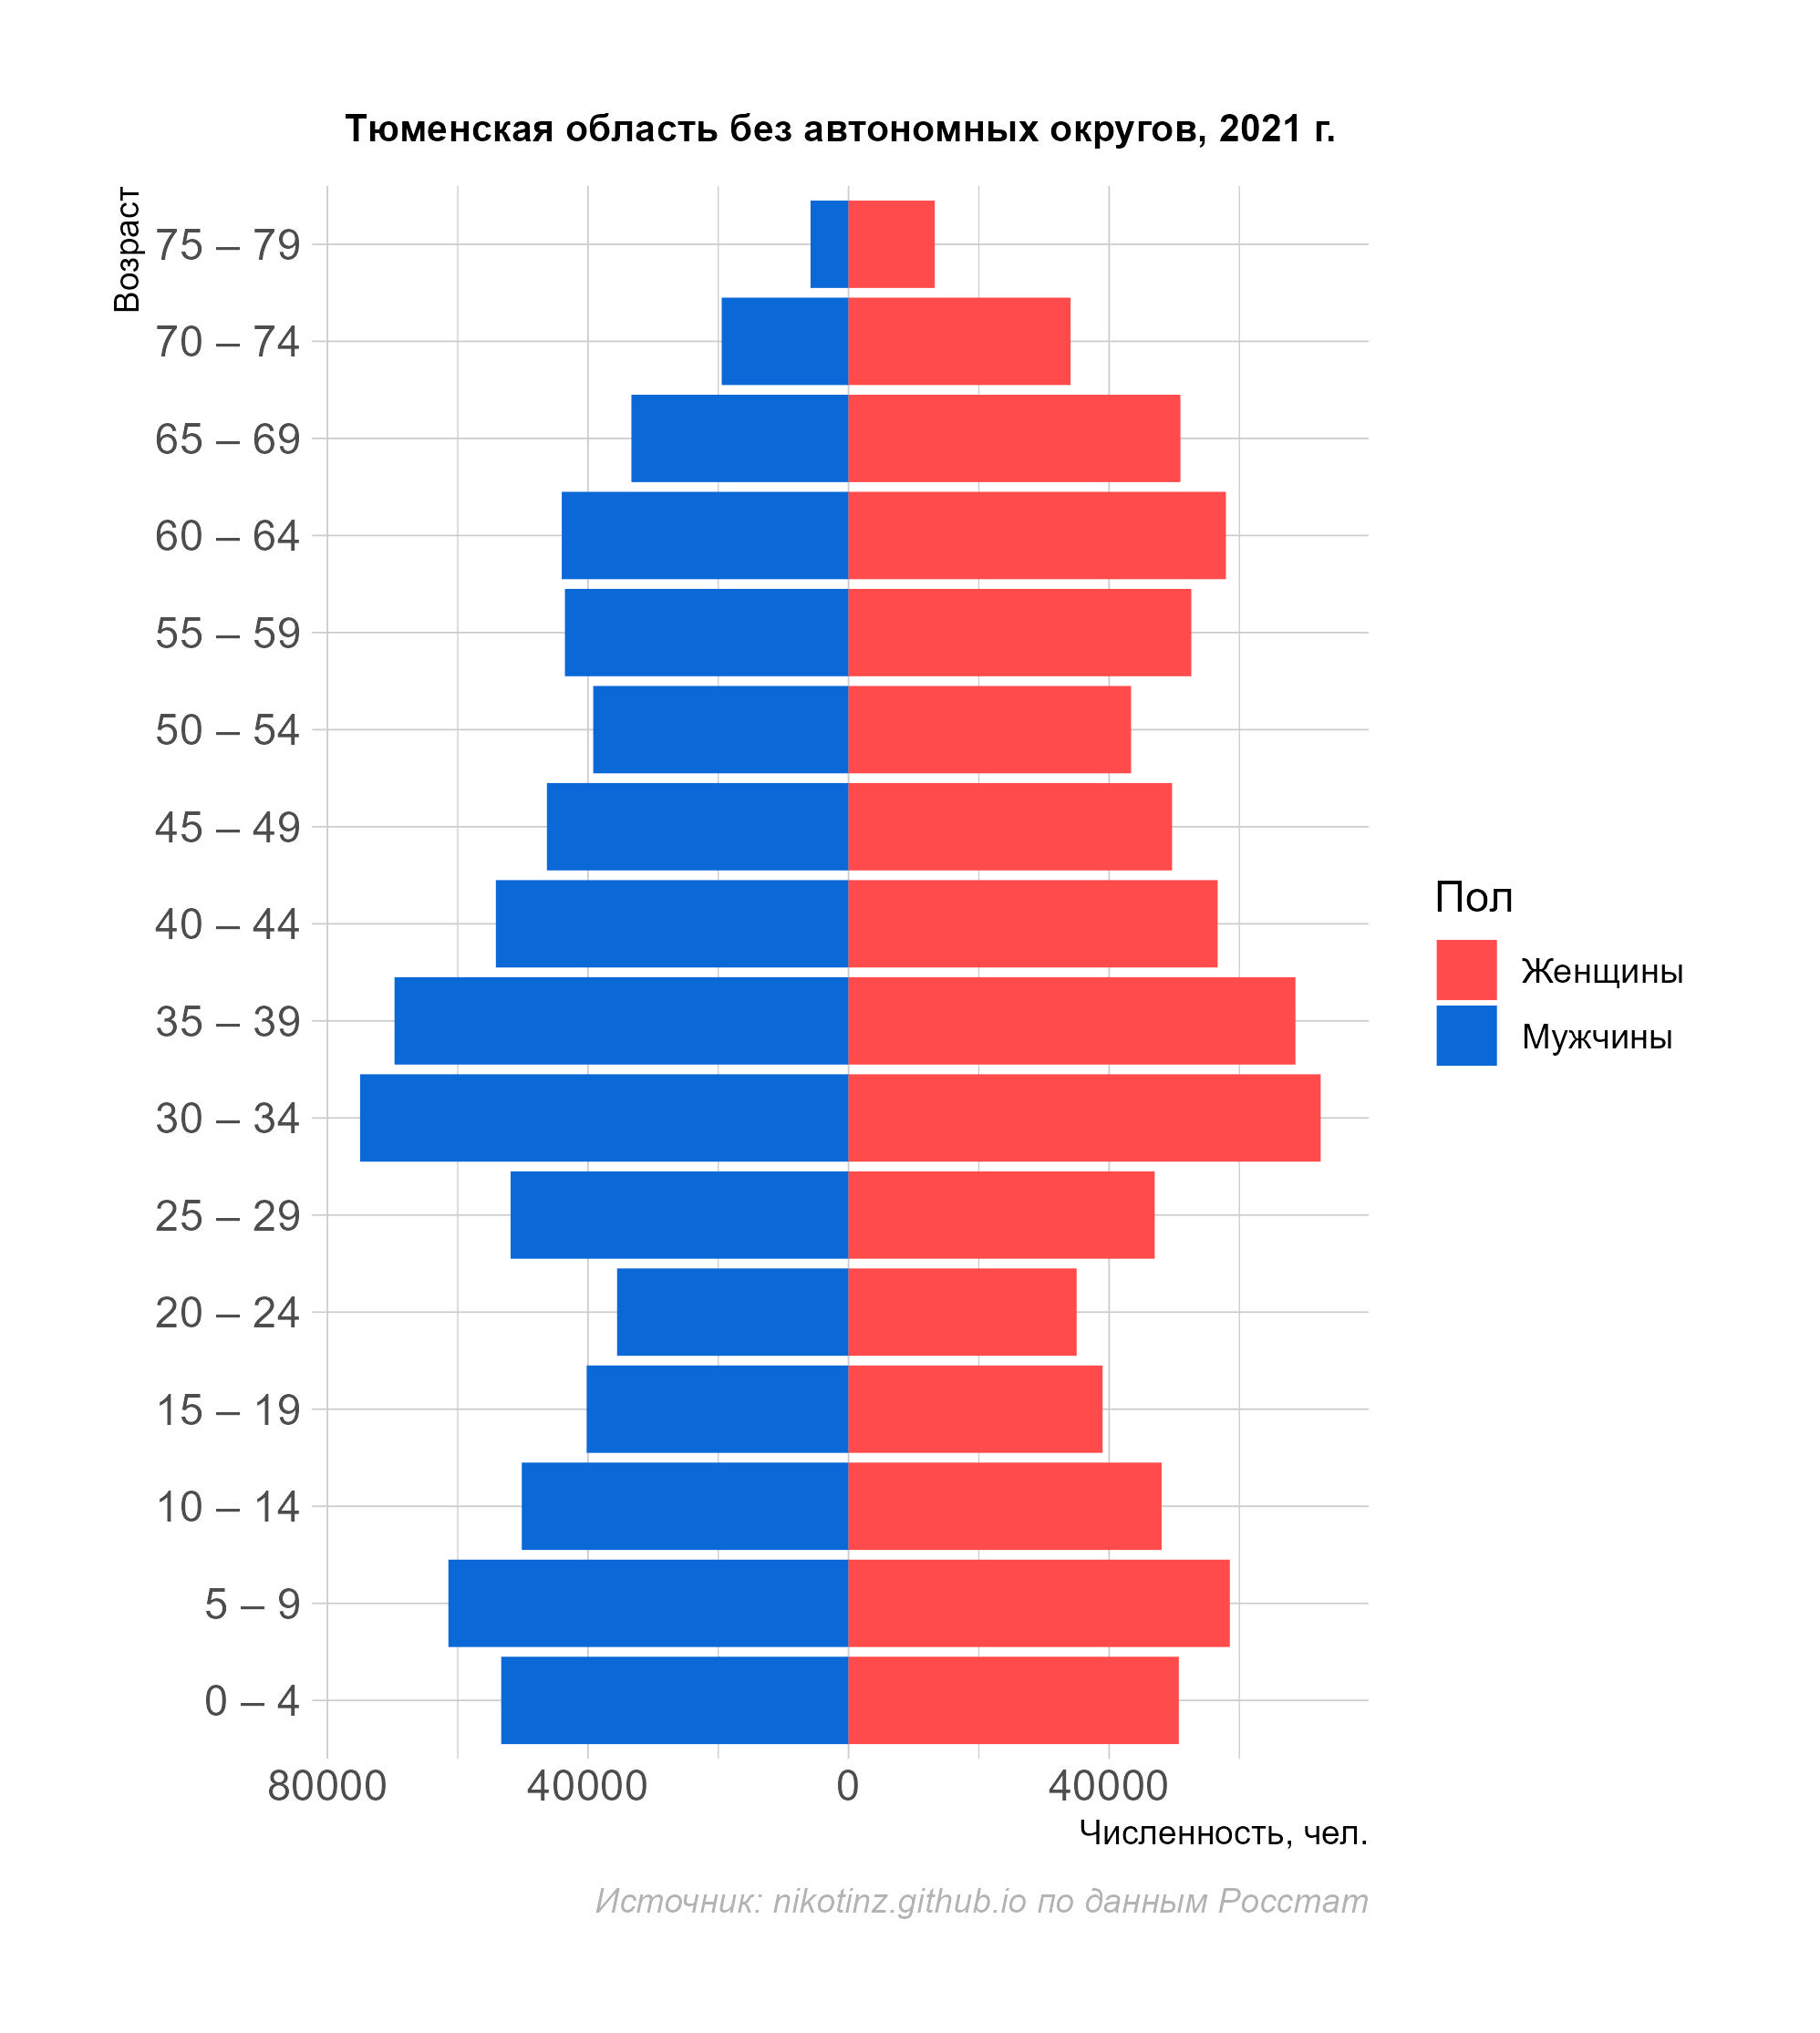 Тюменская область без автономных округов, 2021 г.
Возраст
75 – 79
70 – 74
65 – 69
60 – 64
55 – 59
50 – 54
45 – 49
40 – 44
35 – 39
30 – 34
25 – 29
20 – 24
15 – 19
10 – 14
5 – 9
0 – 4
80000 40000 0 40000
Численность, чел.
Пол
Женщины
Мужчины
Источник: nikotinz.github.io по данным Росстат